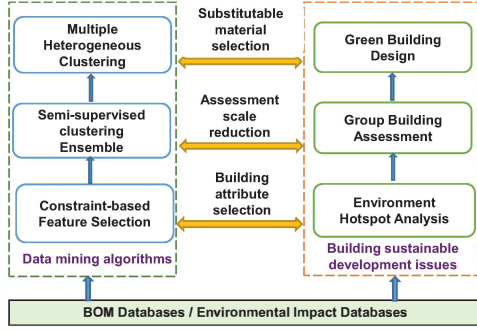 Multiple
Heterogeneous
Clustering
Substitutable
material
selection
Green Building
Design
Semi-supervised
clustering
Ensemble
Assessment
scale
reduction
Group Building
Assessment
Constraint-based
Feature Selection
Building
attribute
selection
Environment
Hotspot Analysis
Data mining algorithms
Building sustainable
development issues
BOM Databases / Environmental Impact Databases